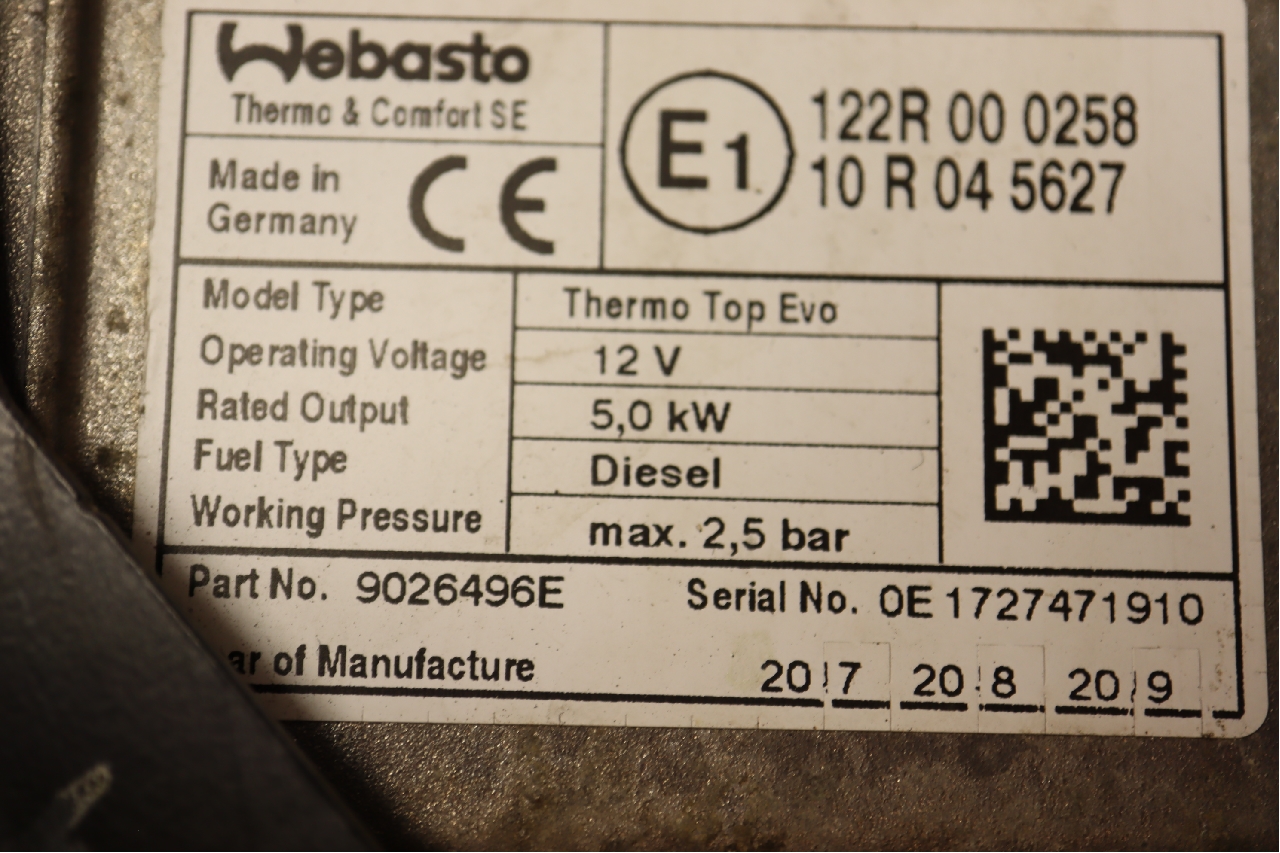 Webasto
Thermo & Comfort SE
Made in
Germany
CE
E1
122R 00 0258
10 R 04 5627
Model Type Thermo Top Evo
Operating Voltage 12 V
Rated Output 5,0 kW
Fuel Type Diesel
Working Pressure max. 2,5 bar
Part No. 9026496E Serial No. 0E 1727471910
ar of Manufacture 2017 2018 2019